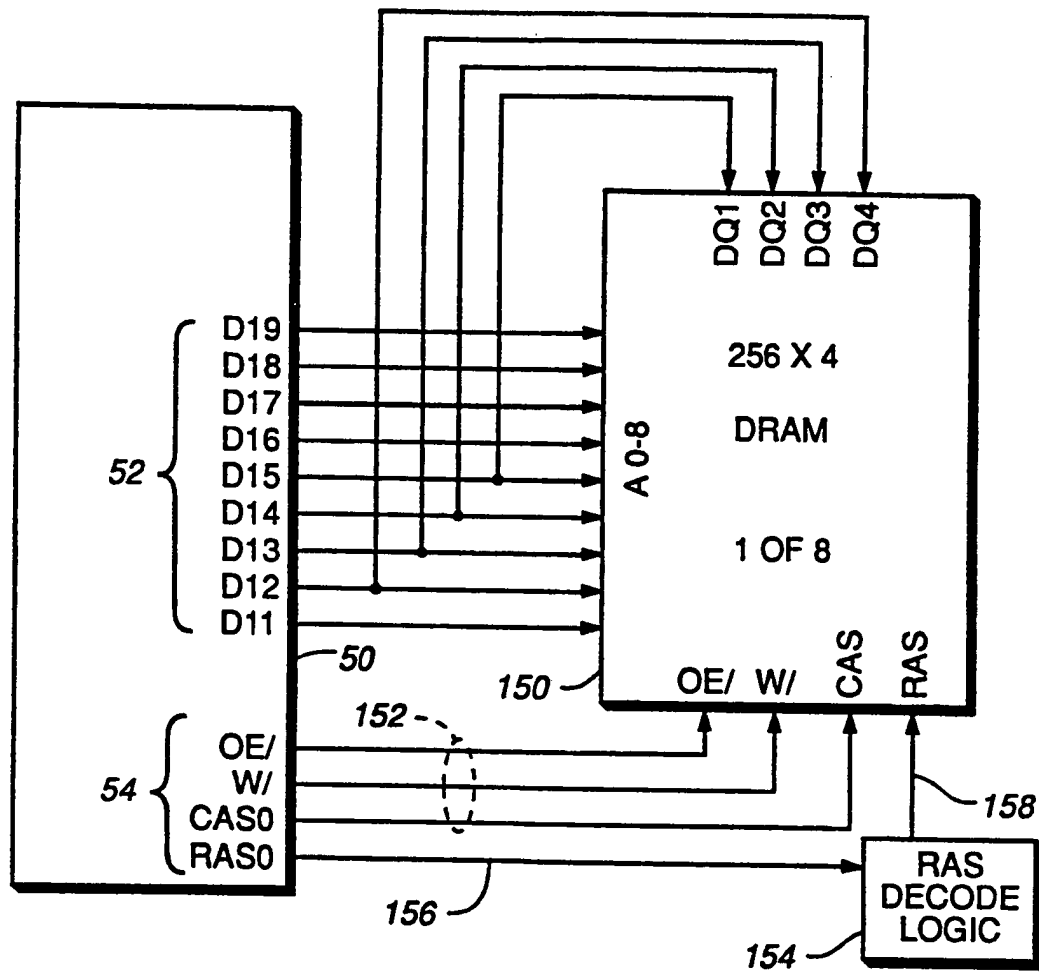 DQ1
DQ2
DQ3
DQ4
D19
D18
D17
D16
D15
D14
D13
D12
D11
52
A 0-8
256 X 4
DRAM
1 OF 8
50
150
OE/
W/
CAS
RAS
152
54
OE/
W/
CAS0
RAS0
158
156
RAS
DECODE
LOGIC
154